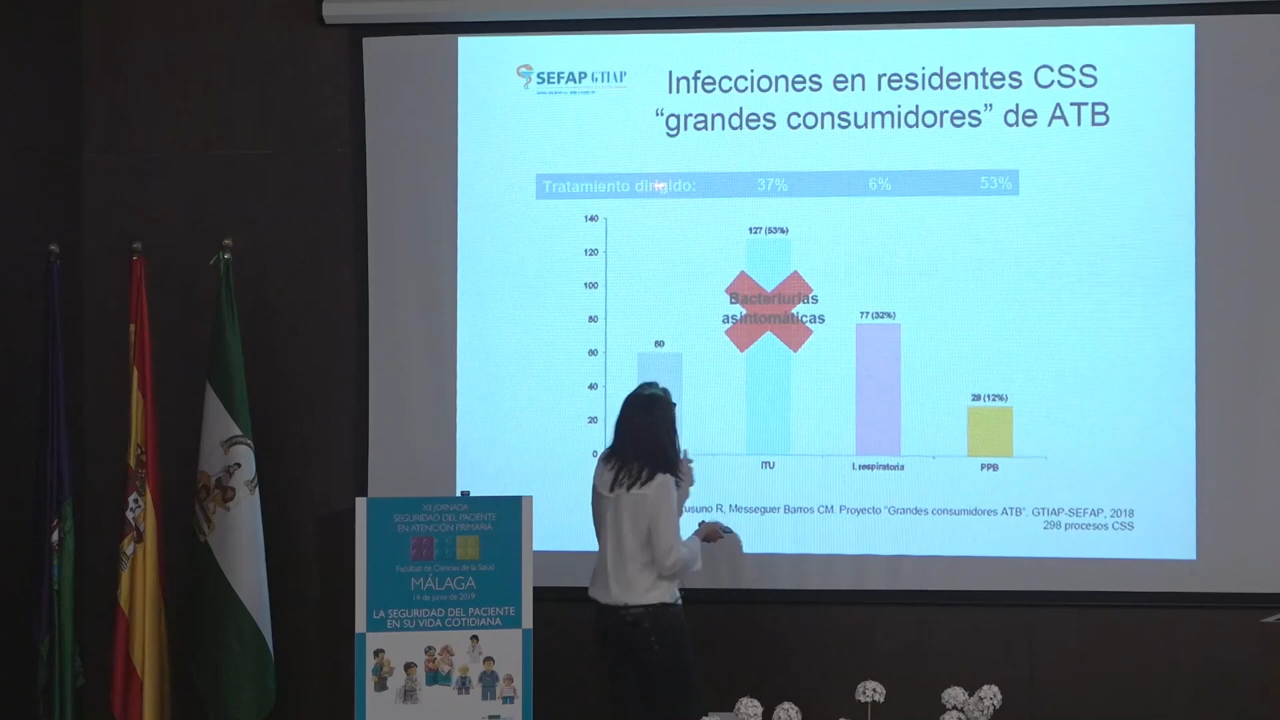 SEFAP GTIAP
Infecciones en residentes CSS
“grandes consumidores” de ATB
Tratamiento dirigido: 37% 6% 53%
140
120
100
80
60
40
20
0
60
127 (53%)
77 (32%)
28 (12%)
Bacteriurias
asintomáticas
ITU
I. respiratoria
PPB
R, Messeguer Barros CM. Proyecto “Grandes consumidores ATB”. GTIAP-SEFAP, 2018
298 procesos CSS
XII JORNADA
SEGURIDAD DEL PACIENTE
EN ATENCIÓN PRIMARIA
Facultad de Ciencias de la Salud
MÁLAGA
14 de junio de 2019
LA SEGURIDAD DEL PACIENTE
EN SU VIDA COTIDIANA